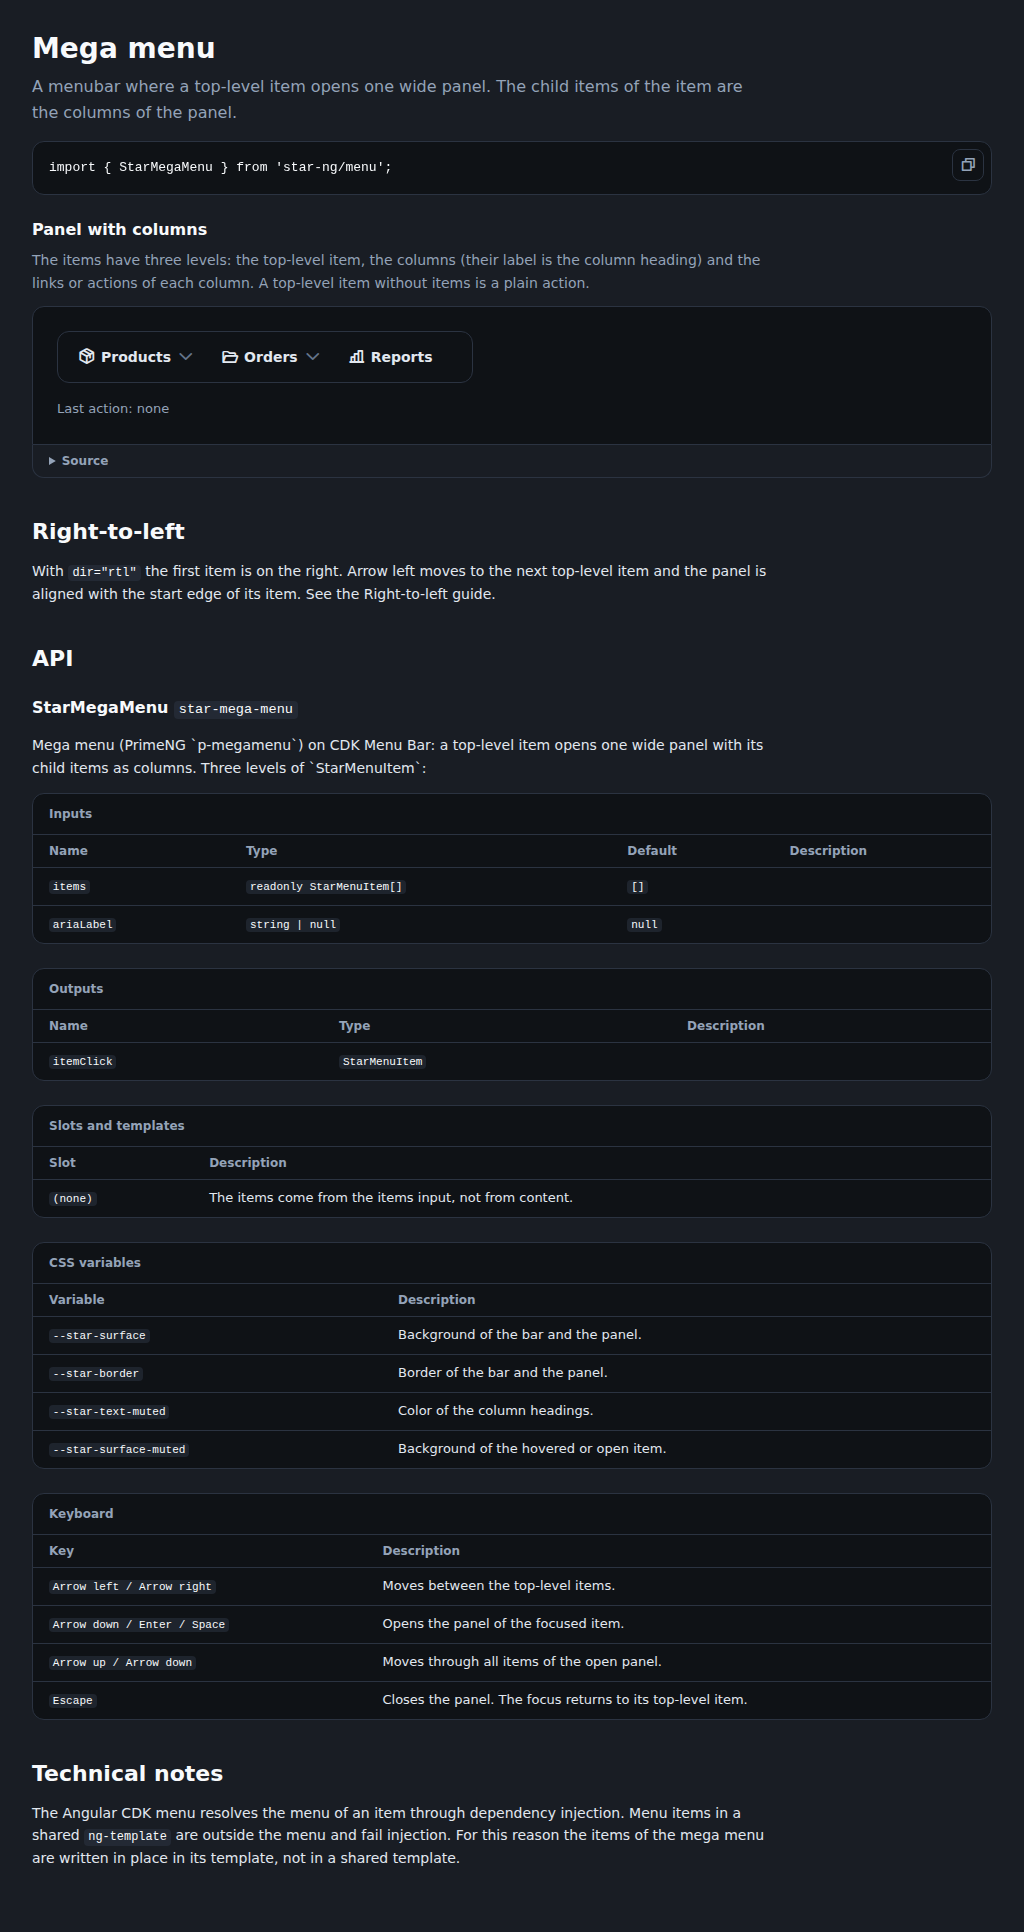 Mega menu
A menubar where a top-level item opens one wide panel. The child items of the item are
the columns of the panel.
import { StarMegaMenu } from 'star-ng/menu';
Panel with columns
The items have three levels: the top-level item, the columns (their label is the column heading) and the
links or actions of each column. A top-level item without items is a plain action.
Products Orders Reports
Last action: none
Source
Right-to-left
With dir="rtl" the first item is on the right. Arrow left moves to the next top-level item and the panel is
aligned with the start edge of its item. See the Right-to-left guide.
API
StarMegaMenu star-mega-menu
Mega menu (PrimeNG `p-megamenu`) on CDK Menu Bar: a top-level item opens one wide panel with its
child items as columns. Three levels of `StarMenuItem`:
Inputs
Name Type Default Description
items readonly StarMenuItem[] []
ariaLabel string | null null
Outputs
Name Type Description
itemClick StarMenuItem
Slots and templates
Slot Description
(none) The items come from the items input, not from content.
CSS variables
Variable Description
--star-surface Background of the bar and the panel.
--star-border Border of the bar and the panel.
--star-text-muted Color of the column headings.
--star-surface-muted Background of the hovered or open item.
Keyboard
Key Description
Arrow left / Arrow right Moves between the top-level items.
Arrow down / Enter / Space Opens the panel of the focused item.
Arrow up / Arrow down Moves through all items of the open panel.
Escape Closes the panel. The focus returns to its top-level item.
Technical notes
The Angular CDK menu resolves the menu of an item through dependency injection. Menu items in a
shared ng-template are outside the menu and fail injection. For this reason the items of the mega menu
are written in place in its template, not in a shared template.